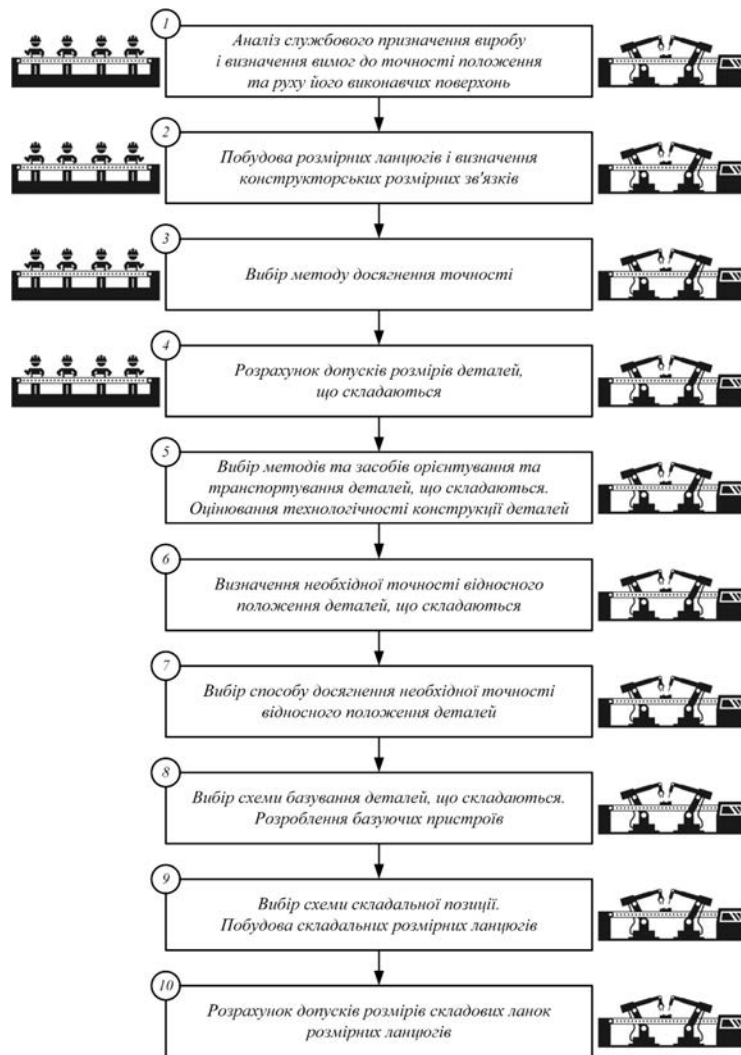 1
Аналіз службового призначення виробу
і визначення вимог до точності положення
та руху його виконавчих поверхонь
2
Побудова розмірних ланцюгів і визначення
конструкторських розмірних зв'язків
3
Вибір методу досягнення точності
4
Розрахунок допусків розмірів деталей,
що складаються
5
Вибір методів та засобів орієнтування та
транспортування деталей, що складаються.
Оцінювання технологічності конструкції деталей
6
Визначення необхідної точності відносного
положення деталей, що складаються
7
Вибір способу досягнення необхідної точності
відносного положення деталей
8
Вибір схеми базування деталей, що складаються.
Розроблення базуючих пристроїв
9
Вибір схеми складальної позиції.
Побудова складальних розмірних ланцюгів
10
Розрахунок допусків розмірів складових ланок
розмірних ланцюгів